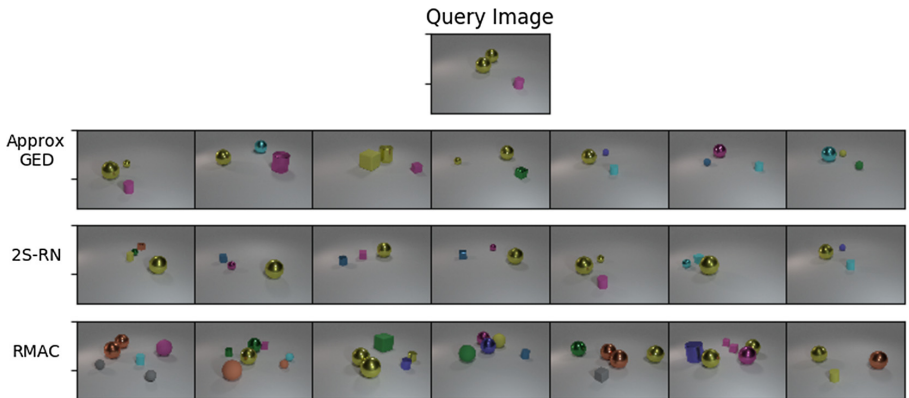 Query Image
Approx
GED
2S-RN
RMAC